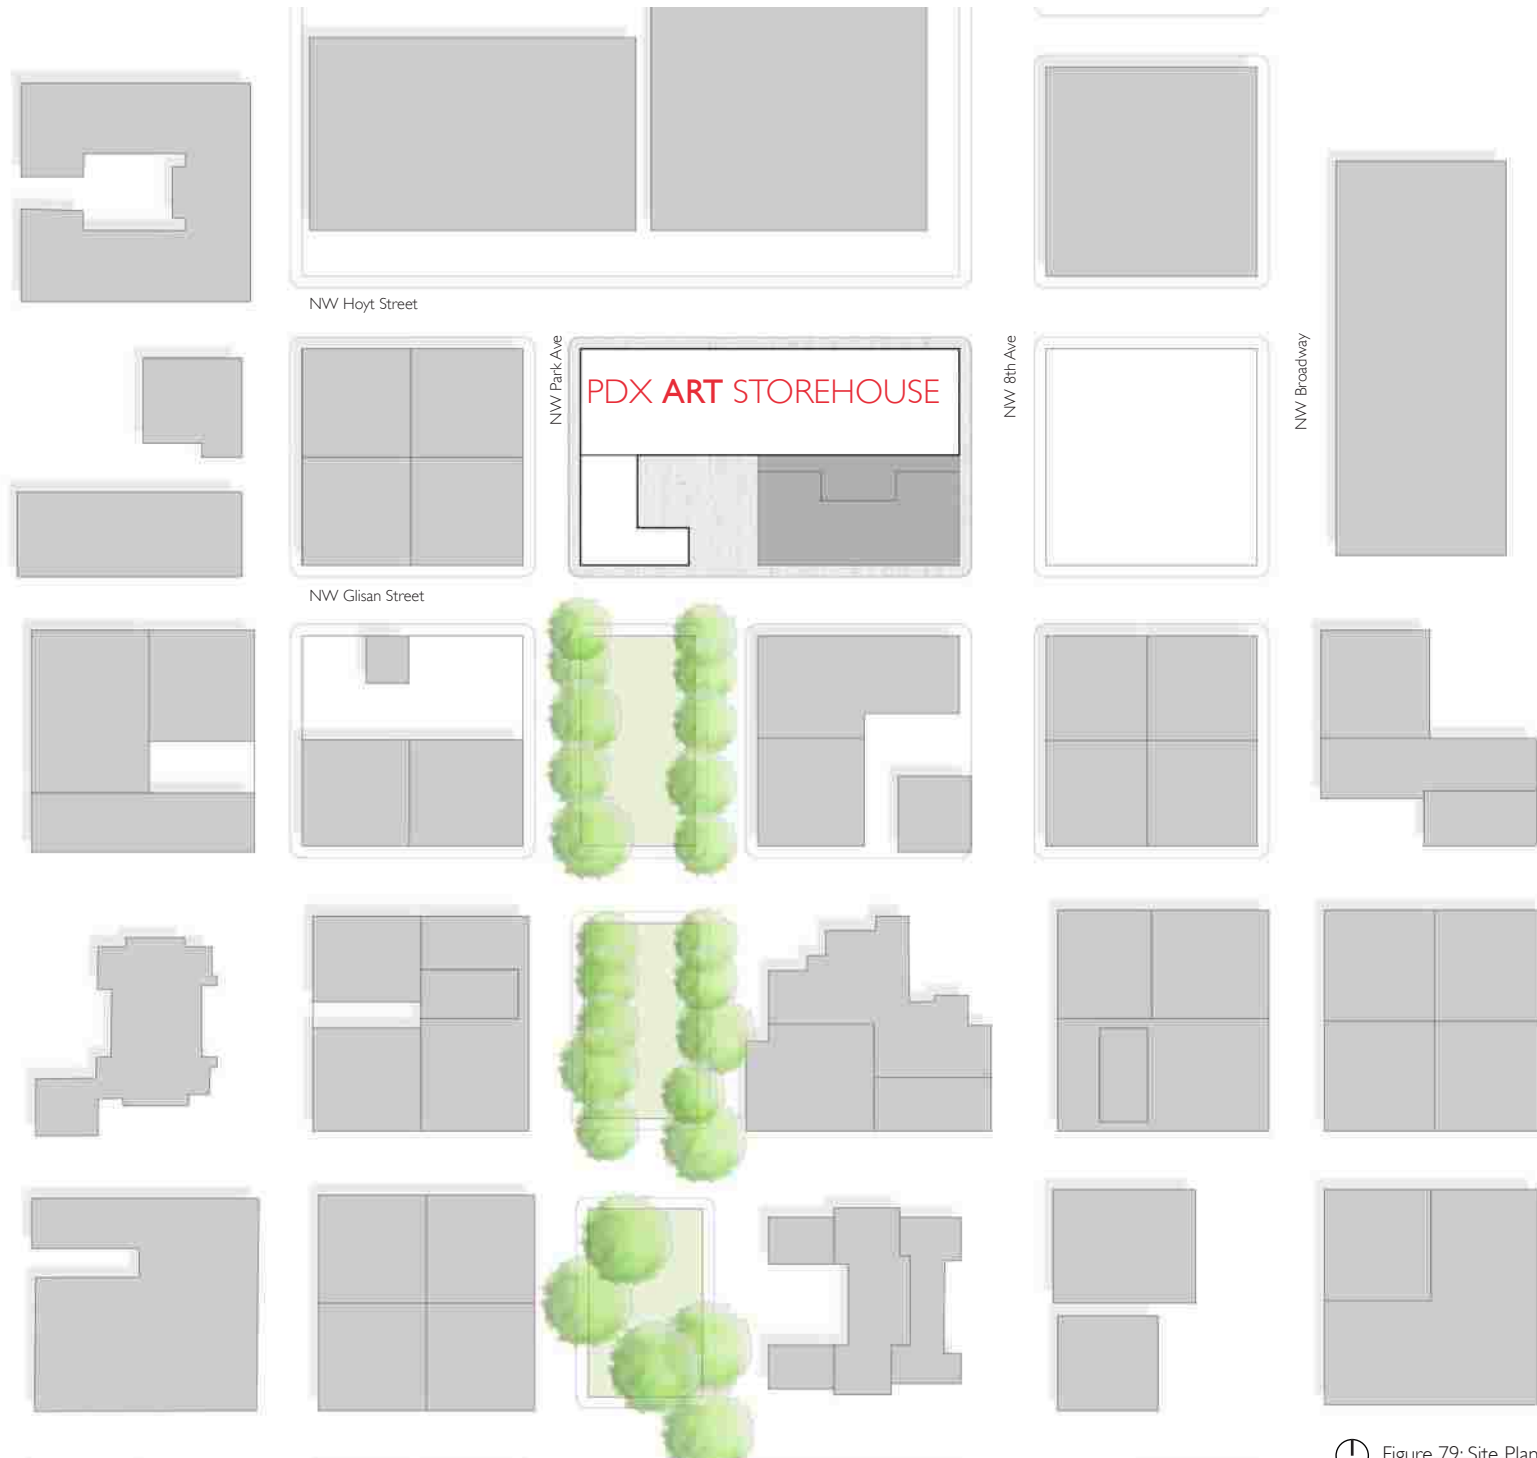 NW Hoyt Street
NW Park Ave
PDX ART STOREHOUSE
NW 8th Ave
NW Broadway
NW Glisan Street
Figure 79: Site Plan